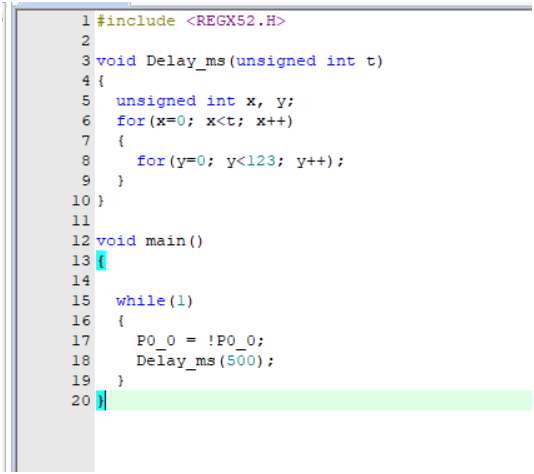 1 #include <REGX52.H>
2
3 void Delay_ms(unsigned int t)
4 {
5   unsigned int x, y;
6   for(x=0; x<t; x++)
7   {
8     for(y=0; y<123; y++);
9   }
10 }
11
12 void main()
13 {
14
15   while(1)
16   {
17     P0_0 = !P0_0;
18     Delay_ms(500);
19   }
20 }